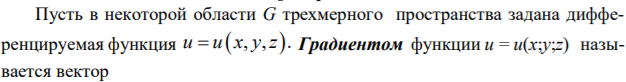 Пусть в некоторой области G трехмерного пространства задана диффе-
ренцируемая функция u = u(x, y, z). Градиентом функции u = u(x;y;z) назы-
вается вектор